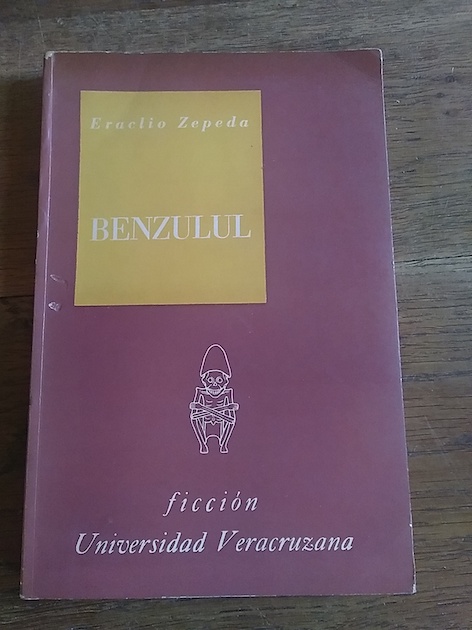 Eraclio Zepeda
BENZULUL
ficción
Universidad Veracruzana